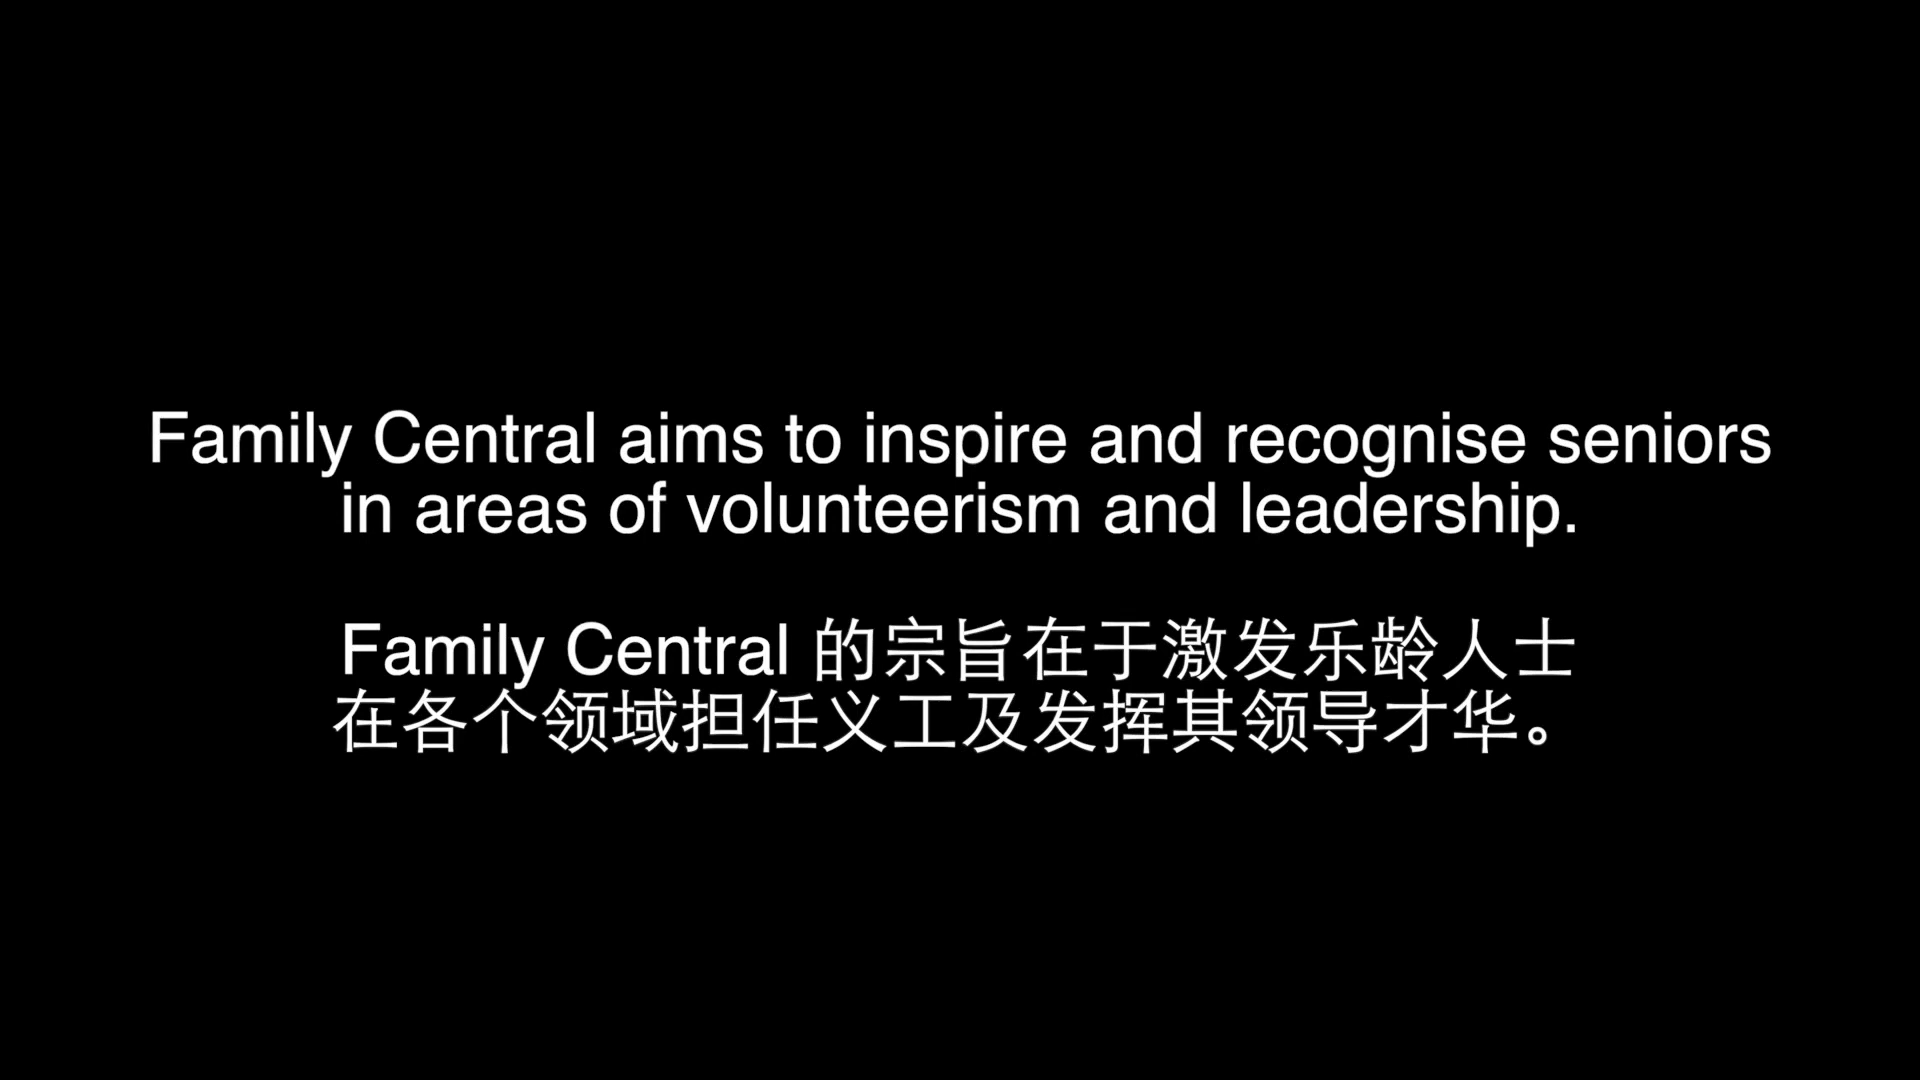 Family Central aims to inspire and recognise seniors
in areas of volunteerism and leadership.
Family Central 的宗旨在于激发乐龄人士
在各个领域担任义工及发挥其领导才华。